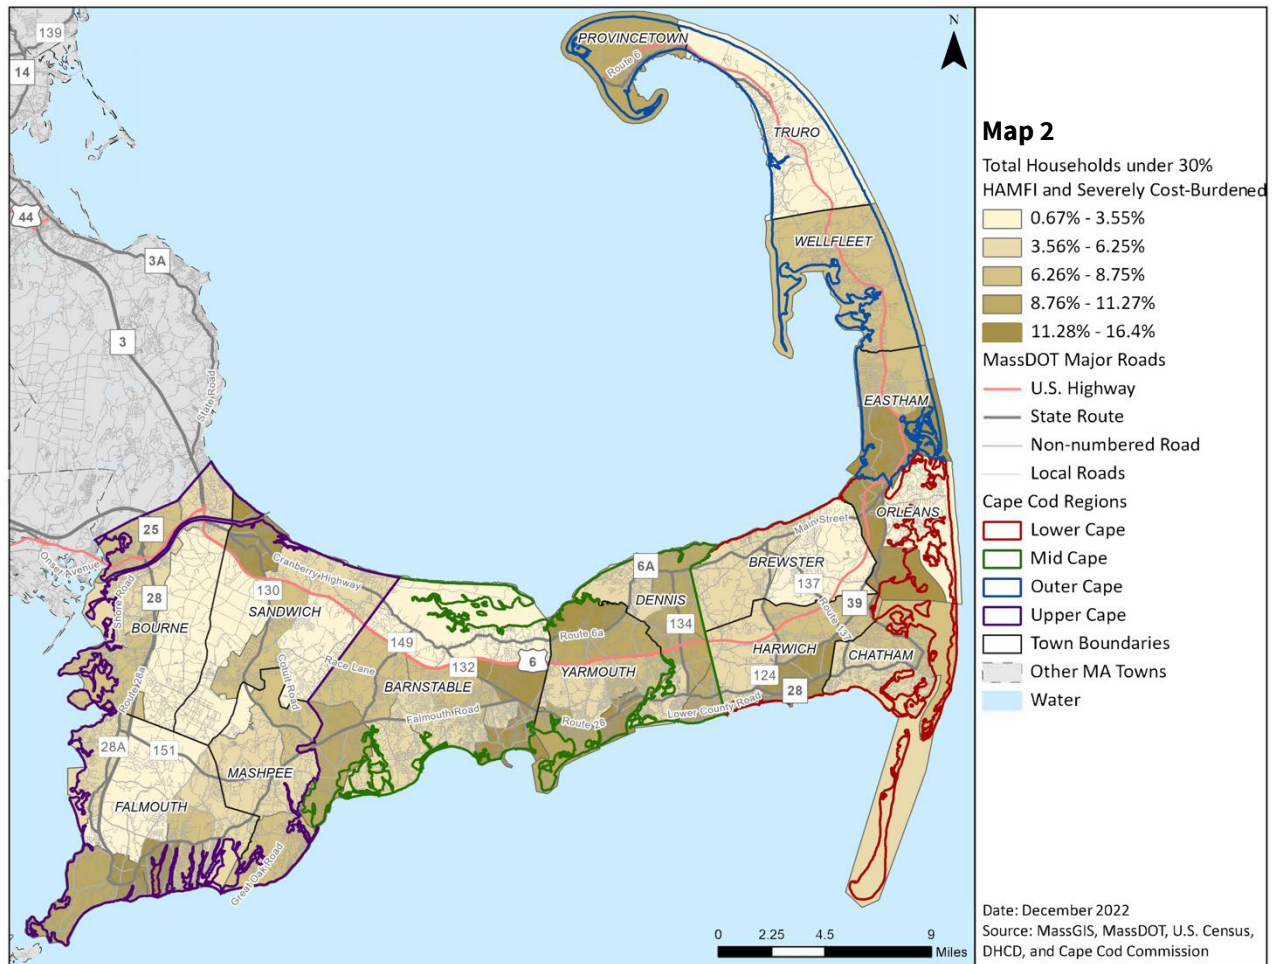 139
14
44
3A
3
State Road
25
Onset Avenue
Shore Road
28
BOURNE
130
SANDWICH
Cranberry Highway
Route 28a
Cotuit Road
Race Lane
28A
151
MASHPEE
FALMOUTH
Great Oak Road
149
132
6
BARNSTABLE
Falmouth Road
Route 6a
YARMOUTH
Route 28
6A
DENNIS
134
Lower County Road
Main Street
BREWSTER
137
Route 137
39
HARWICH
124
28
CHATHAM
ORLEANS
EASTHAM
WELLFLEET
TRURO
PROVINCETOWN
Route 6
N
0 2.25 4.5 9
Miles
Map 2
Total Households under 30%
HAMFI and Severely Cost-Burdened
0.67% - 3.55%
3.56% - 6.25%
6.26% - 8.75%
8.76% - 11.27%
11.28% - 16.4%
MassDOT Major Roads
U.S. Highway
State Route
Non-numbered Road
Local Roads
Cape Cod Regions
Lower Cape
Mid Cape
Outer Cape
Upper Cape
Town Boundaries
Other MA Towns
Water
Date: December 2022
Source: MassGIS, MassDOT, U.S. Census,
DHCD, and Cape Cod Commission